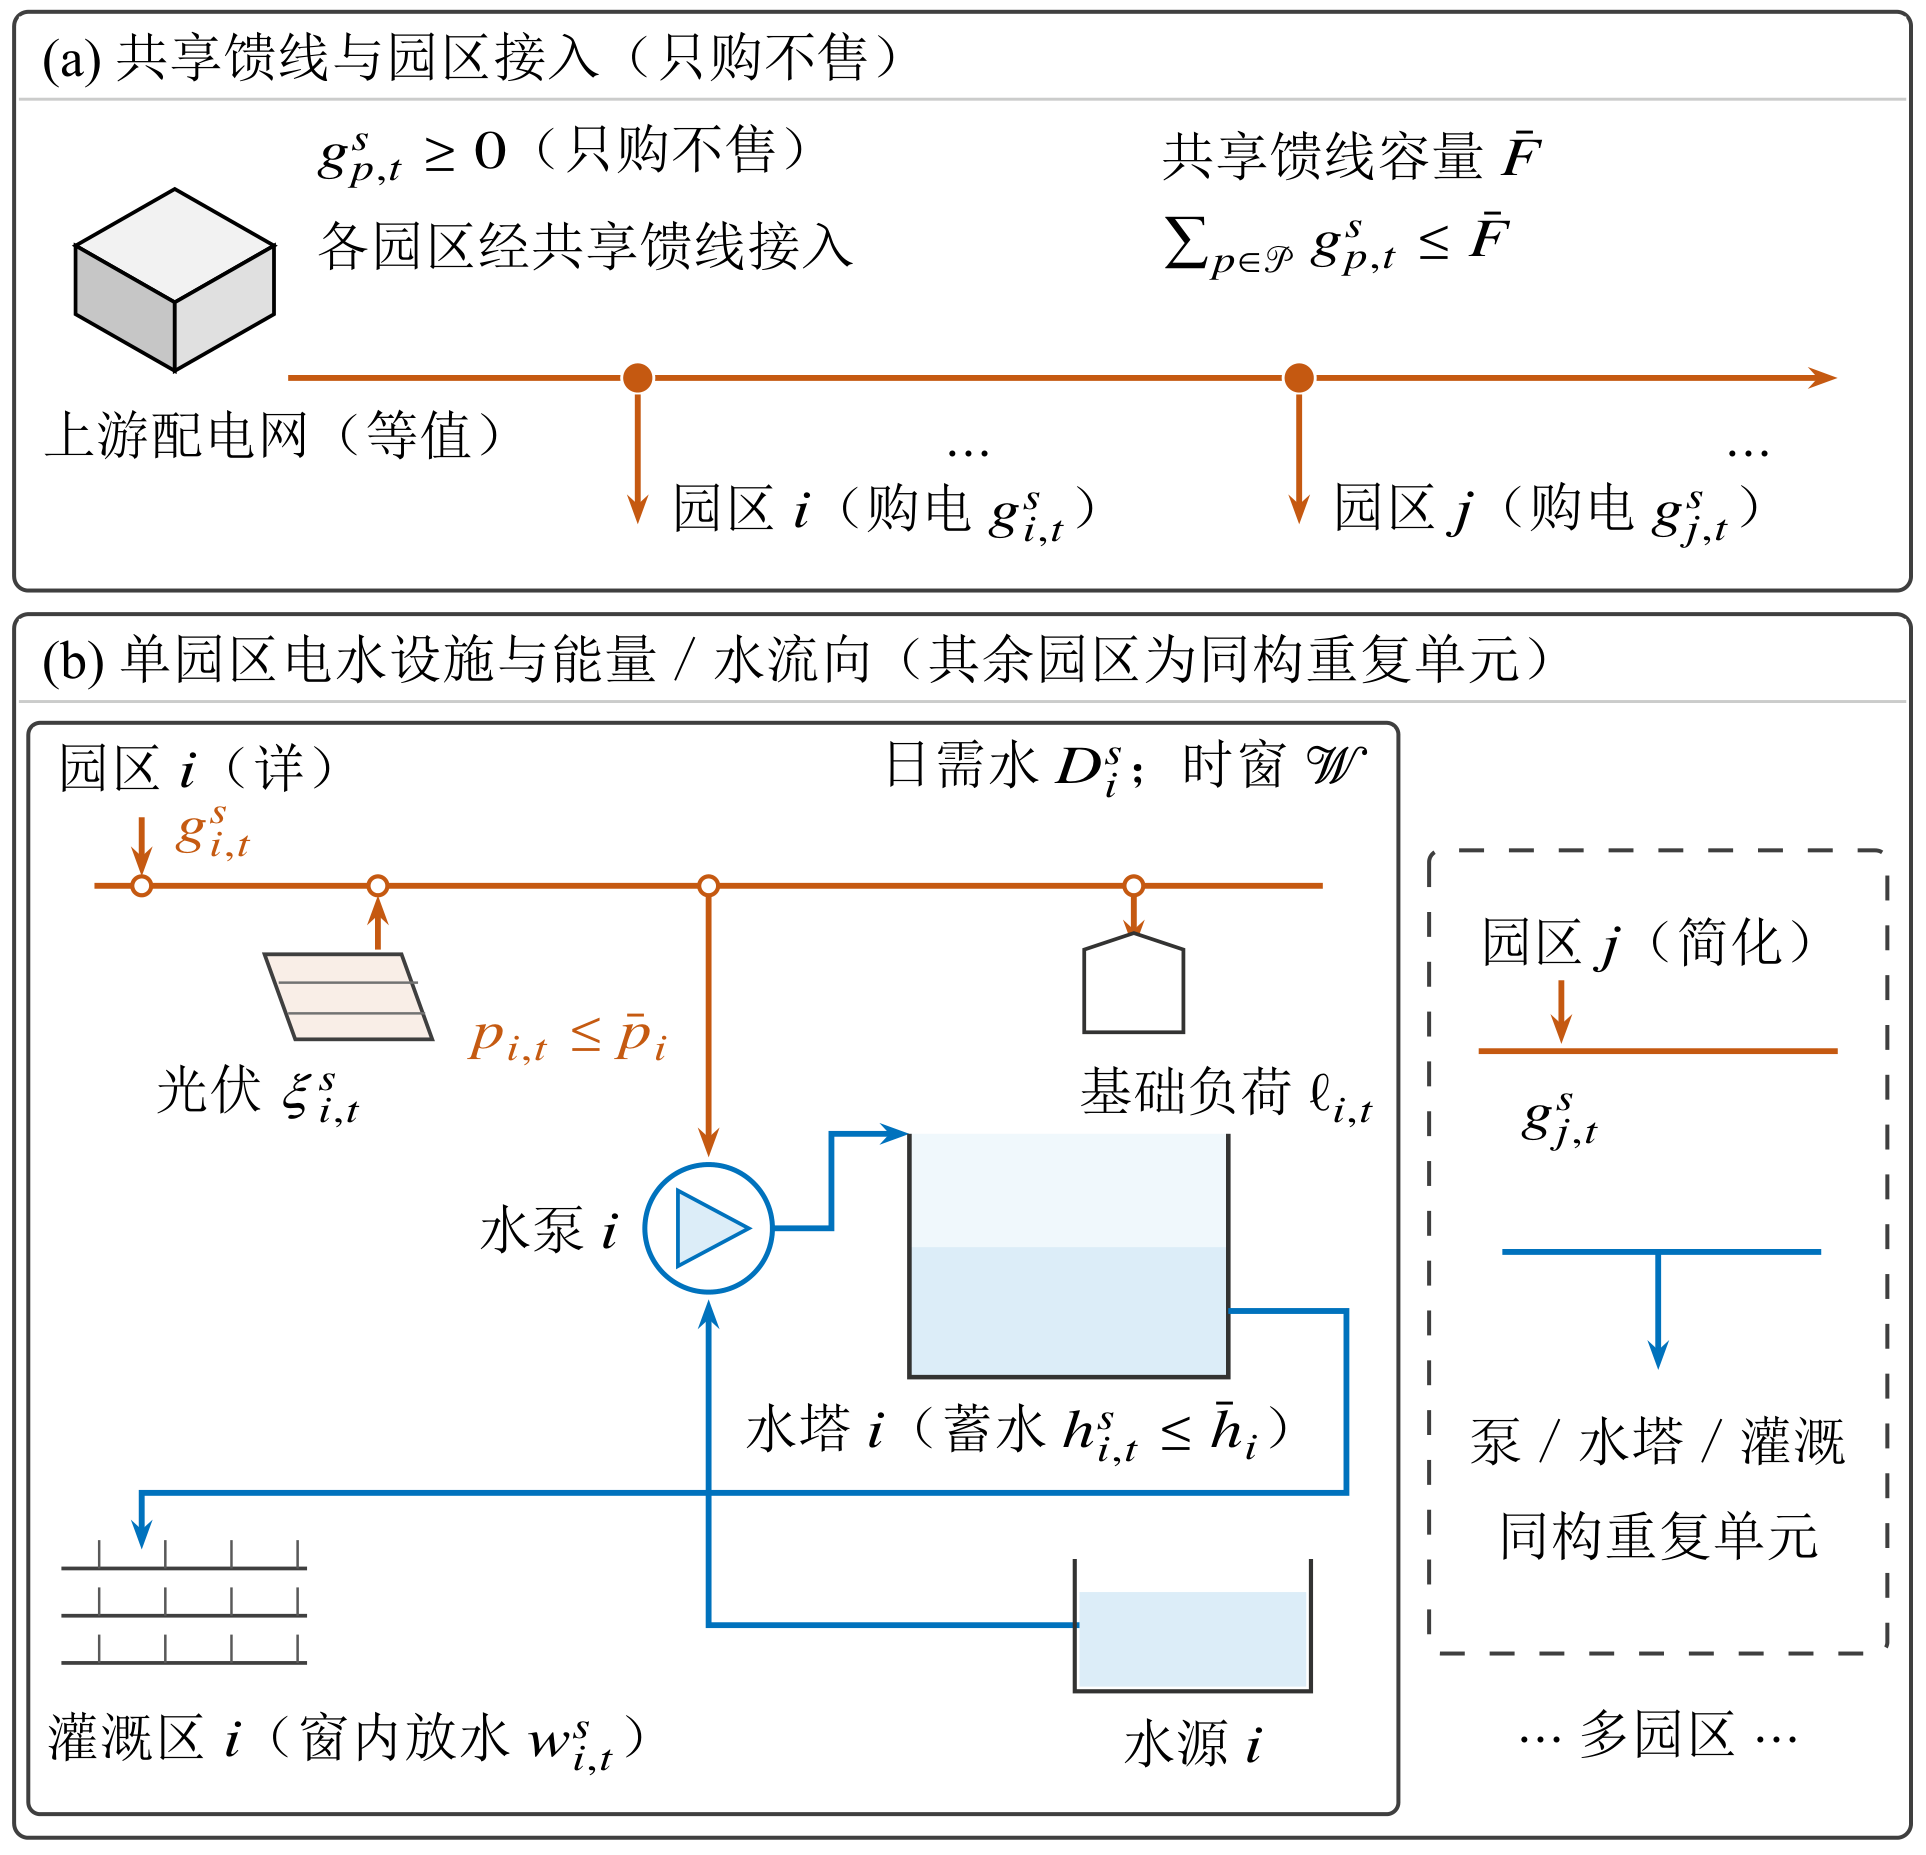 (a) 共享馈线与园区接入（只购不售）
g^s_{p,t} ≥ 0（只购不售）
各园区经共享馈线接入
共享馈线容量 F̄
∑_{p∈𝒫} g^s_{p,t} ≤ F̄
上游配电网（等值）
...
...
园区 i（购电 g^s_{i,t}）
园区 j（购电 g^s_{j,t}）
(b) 单园区电水设施与能量 / 水流向（其余园区为同构重复单元）
园区 i（详）
日需水 D^s_i；时窗 𝒲
g^s_{i,t}
p_{i,t} ≤ p̄_i
光伏 ξ^s_{i,t}
基础负荷 ℓ_{i,t}
水泵 i
水塔 i（蓄水 h^s_{i,t} ≤ h̄_i）
灌溉区 i（窗内放水 w^s_{i,t}）
水源 i
园区 j（简化）
g^s_{j,t}
泵 / 水塔 / 灌溉
同构重复单元
... 多园区 ...